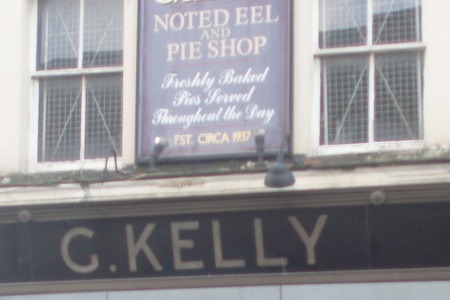 NOTED EEL
AND
PIE SHOP
Freshly Baked
Pies Served
Throughout the Day
EST. CIRCA 1937
G.KELLY